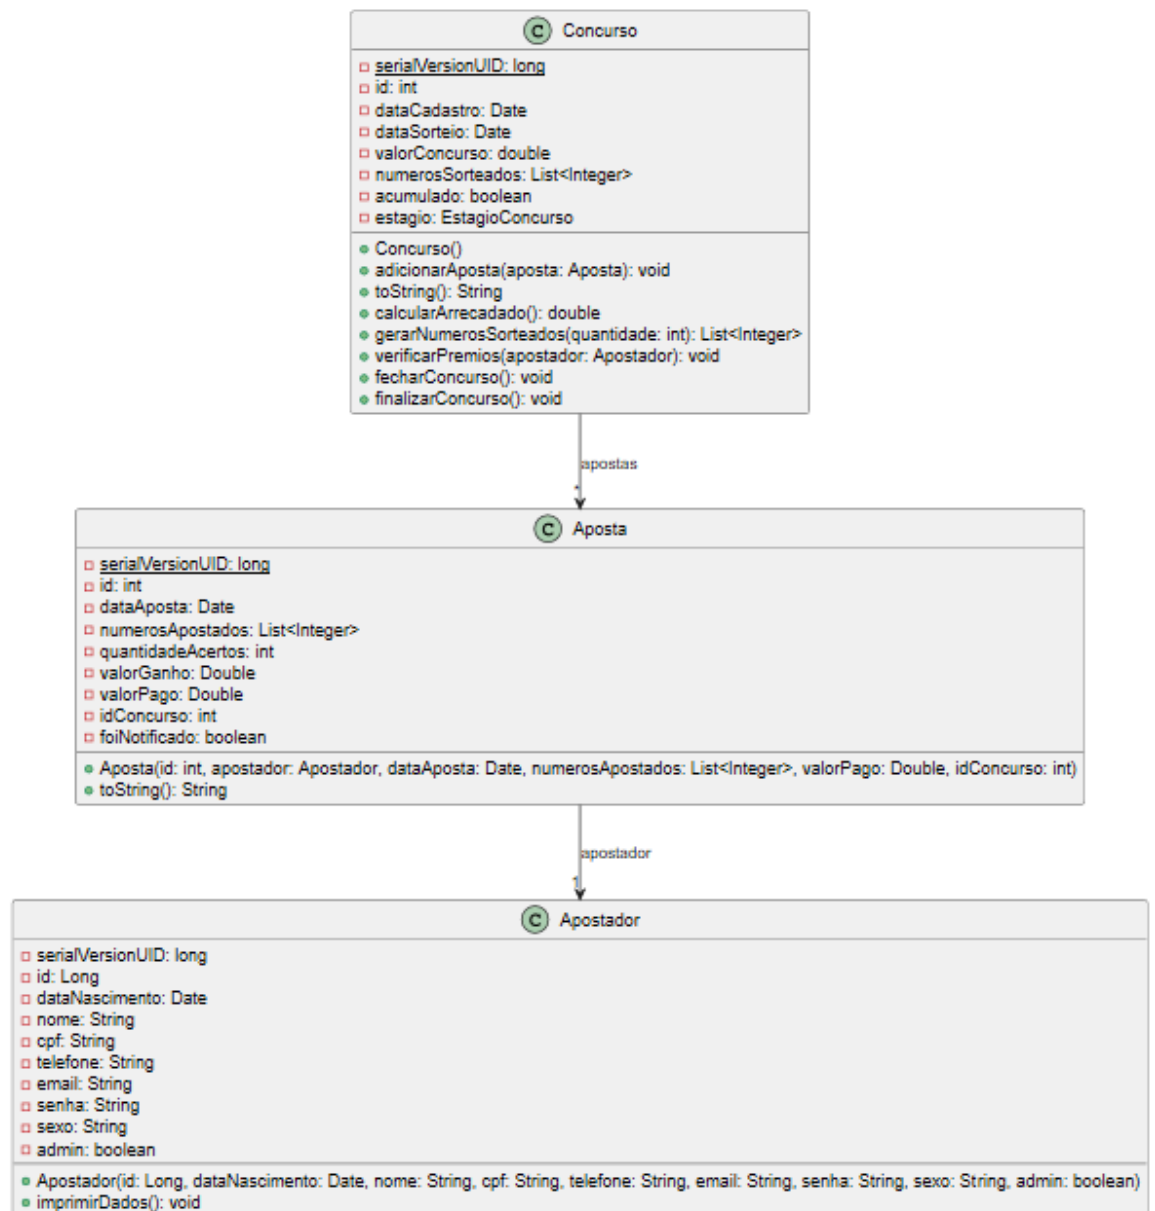 C Concurso
serialVersionUID: long
id: int
dataCadastro: Date
dataSorteio: Date
valorConcurso: double
numerosSorteados: List<Integer>
acumulado: boolean
estagio: EstagioConcurso
Concurso()
adicionarAposta(aposta: Aposta): void
toString(): String
calcularArrecadado(): double
gerarNumerosSorteados(quantidade: int): List<Integer>
verificarPremios(apostador: Apostador): void
fecharConcurso(): void
finalizarConcurso(): void
apostas
*
C Aposta
serialVersionUID: long
id: int
dataAposta: Date
numerosApostados: List<Integer>
quantidadeAcertos: int
valorGanho: Double
valorPago: Double
idConcurso: int
foiNotificado: boolean
Aposta(id: int, apostador: Apostador, dataAposta: Date, numerosApostados: List<Integer>, valorPago: Double, idConcurso: int)
toString(): String
apostador
1
C Apostador
serialVersionUID: long
id: Long
dataNascimento: Date
nome: String
cpf: String
telefone: String
email: String
senha: String
sexo: String
admin: boolean
Apostador(id: Long, dataNascimento: Date, nome: String, cpf: String, telefone: String, email: String, senha: String, sexo: String, admin: boolean)
imprimirDados(): void